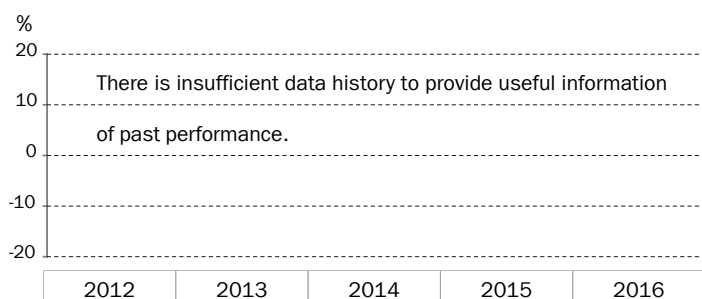 %
20
There is insufficient data history to provide useful information
10
of past performance.
0
-10
-20
2012 2013 2014 2015 2016